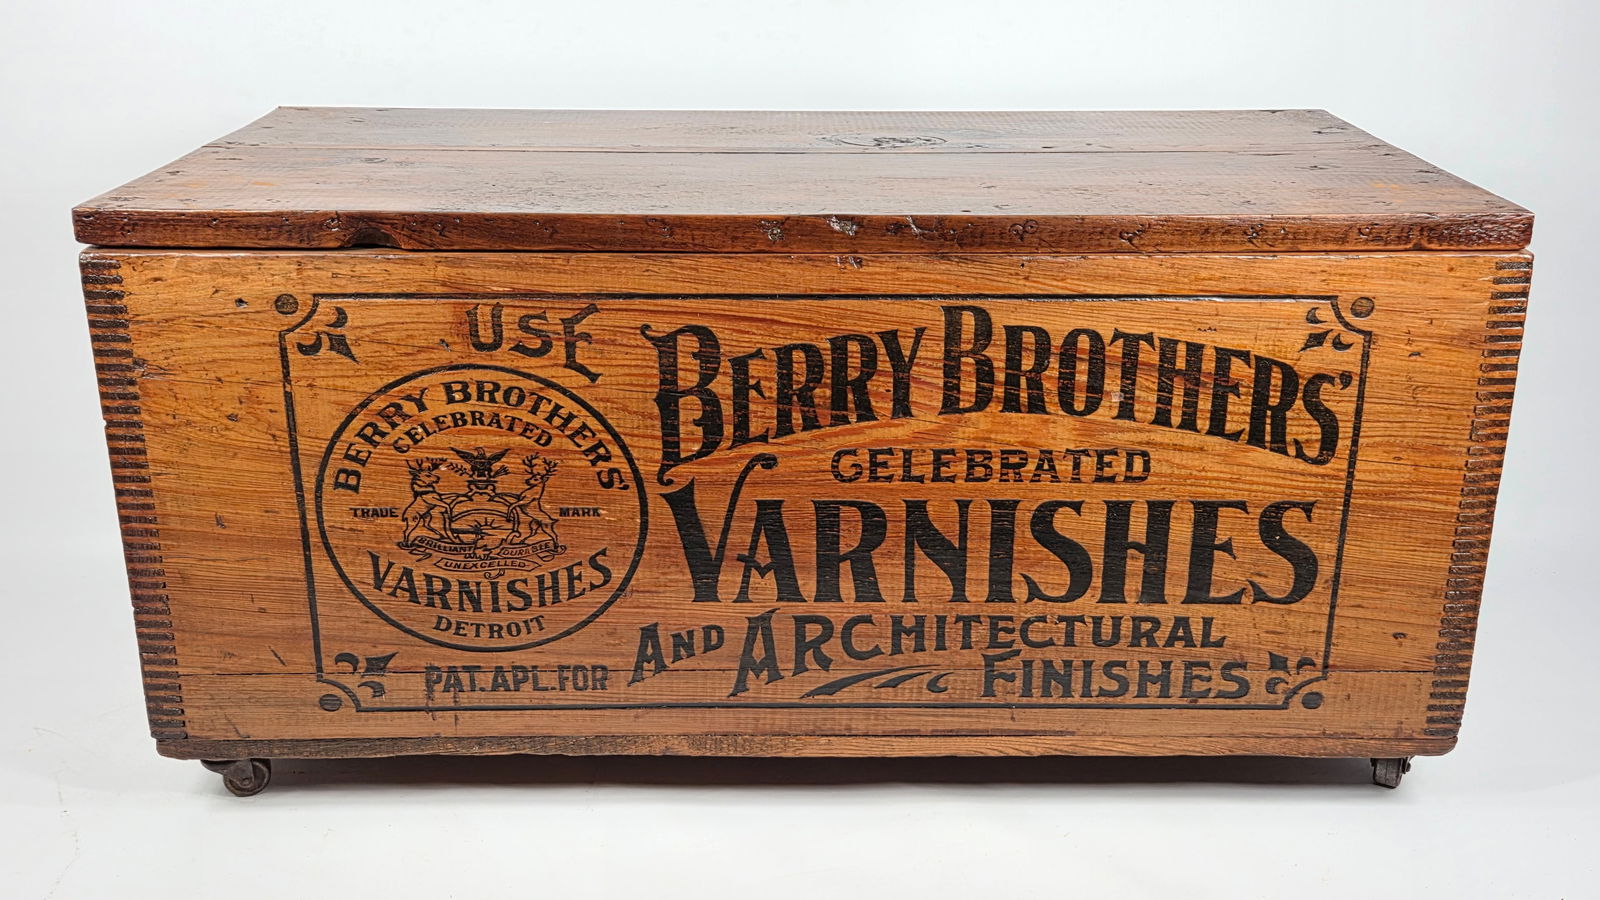 USE
BERRY BROTHERS'
CELEBRATED
TRADE MARK
BRILLIANT DURABLE
UNEXCELLED
VARNISHES
DETROIT
PAT.APL.FOR
BERRY BROTHERS'
CELEBRATED
VARNISHES
AND ARCHITECTURAL
FINISHES